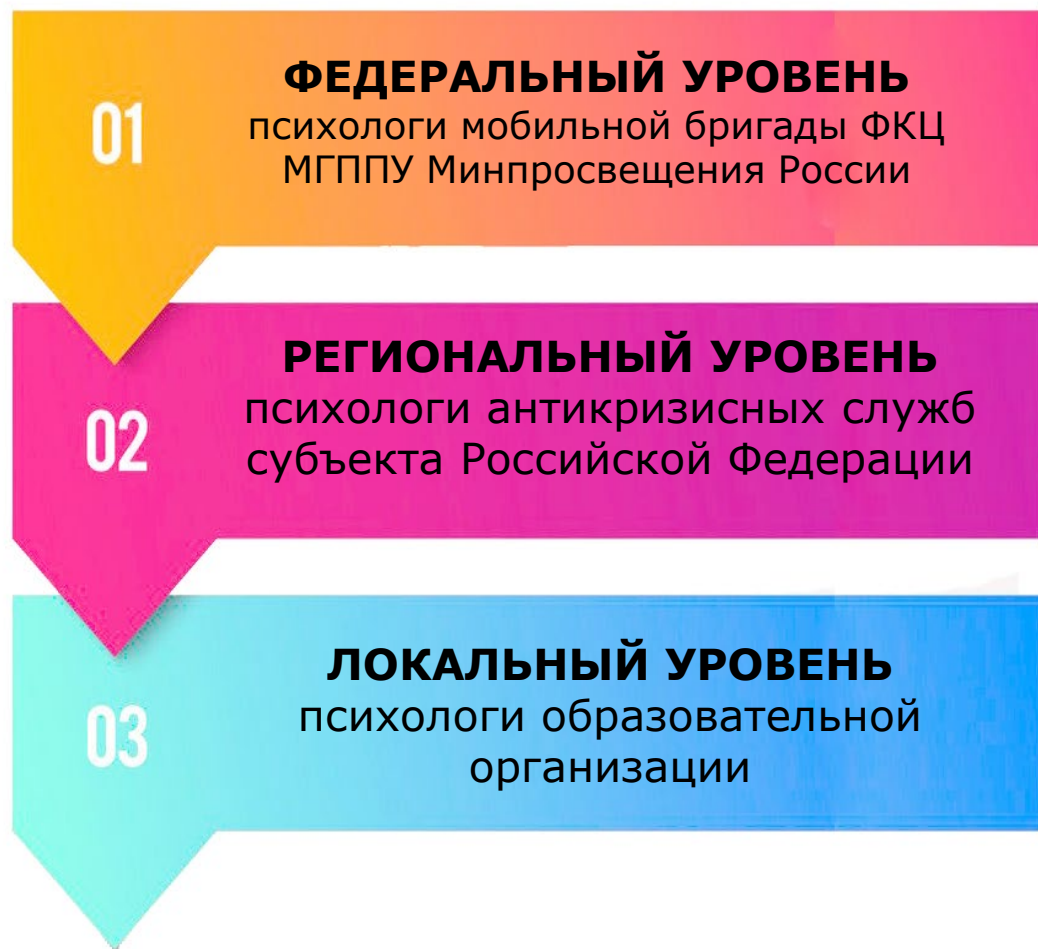 01
ФЕДЕРАЛЬНЫЙ УРОВЕНЬ
психологи мобильной бригады ФКЦ
МГППУ Минпросвещения России
02
РЕГИОНАЛЬНЫЙ УРОВЕНЬ
психологи антикризисных служб
субъекта Российской Федерации
03
ЛОКАЛЬНЫЙ УРОВЕНЬ
психологи образовательной
организации